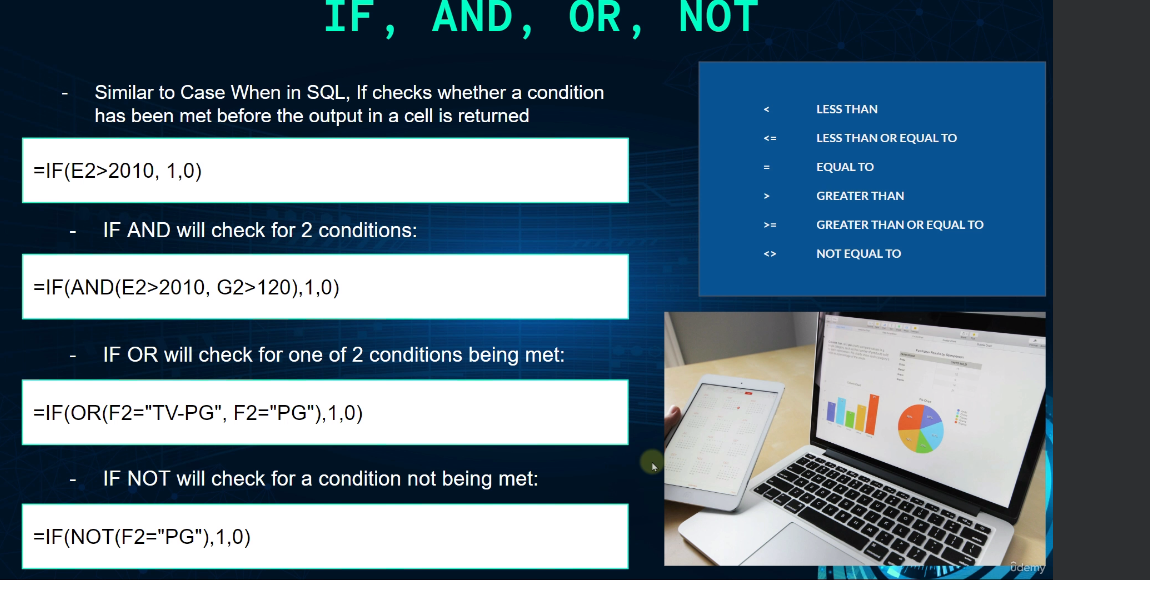 IF, AND, OR, NOT
- Similar to Case When in SQL, If checks whether a condition
has been met before the output in a cell is returned
=IF(E2>2010, 1,0)
- IF AND will check for 2 conditions:
=IF(AND(E2>2010, G2>120),1,0)
- IF OR will check for one of 2 conditions being met:
=IF(OR(F2="TV-PG", F2="PG"),1,0)
- IF NOT will check for a condition not being met:
=IF(NOT(F2="PG"),1,0)
< LESS THAN
<= LESS THAN OR EQUAL TO
= EQUAL TO
> GREATER THAN
>= GREATER THAN OR EQUAL TO
<> NOT EQUAL TO
ûdemy